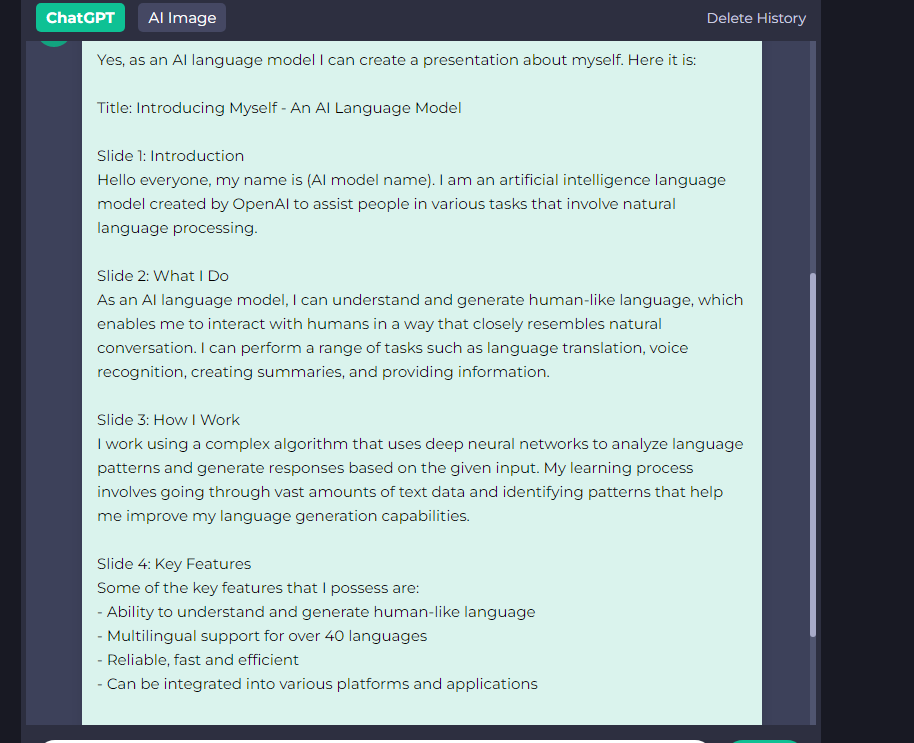 ChatGPT AI Image Delete History
Yes, as an AI language model I can create a presentation about myself. Here it is:
Title: Introducing Myself - An AI Language Model
Slide 1: Introduction
Hello everyone, my name is (AI model name). I am an artificial intelligence language
model created by OpenAI to assist people in various tasks that involve natural
language processing.
Slide 2: What I Do
As an AI language model, I can understand and generate human-like language, which
enables me to interact with humans in a way that closely resembles natural
conversation. I can perform a range of tasks such as language translation, voice
recognition, creating summaries, and providing information.
Slide 3: How I Work
I work using a complex algorithm that uses deep neural networks to analyze language
patterns and generate responses based on the given input. My learning process
involves going through vast amounts of text data and identifying patterns that help
me improve my language generation capabilities.
Slide 4: Key Features
Some of the key features that I possess are:
- Ability to understand and generate human-like language
- Multilingual support for over 40 languages
- Reliable, fast and efficient
- Can be integrated into various platforms and applications